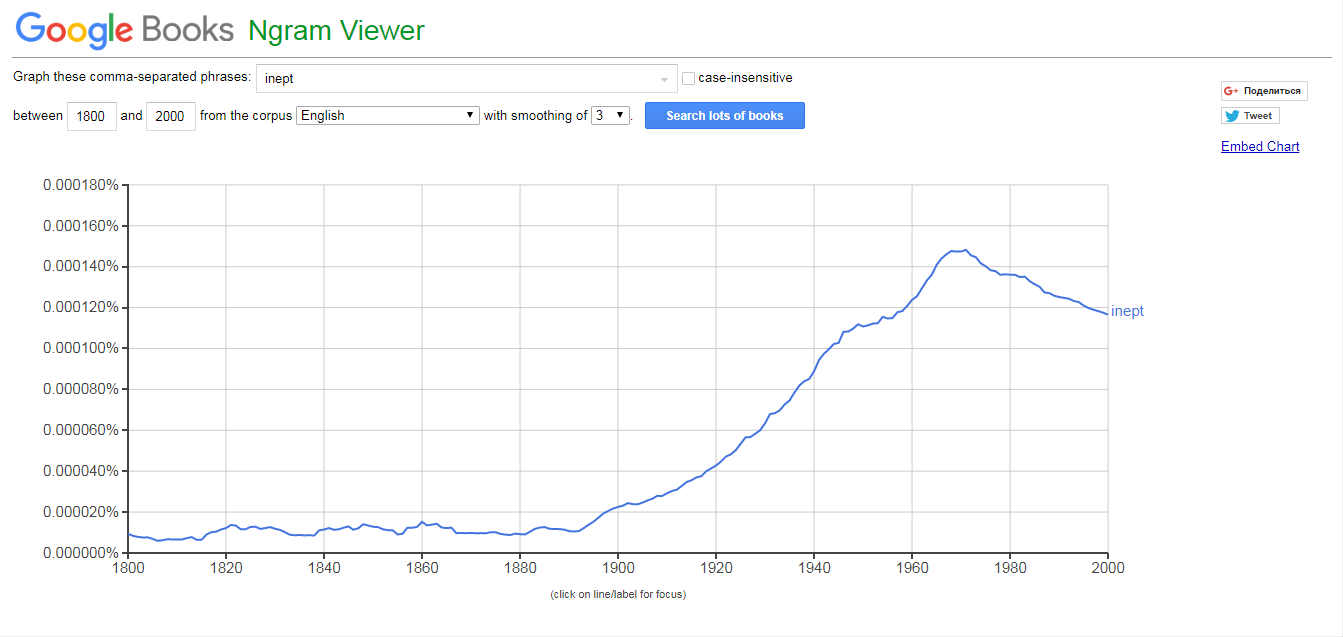 Google Books Ngram Viewer
Graph these comma-separated phrases: inept case-insensitive
between 1800 and 2000 from the corpus English with smoothing of 3 . Search lots of books
G+ Поделиться
Tweet
Embed Chart
0.000180%
0.000160%
0.000140%
0.000120%
0.000100%
0.000080%
0.000060%
0.000040%
0.000020%
0.000000%
inept
1800 1820 1840 1860 1880 1900 1920 1940 1960 1980 2000
(click on line/label for focus)